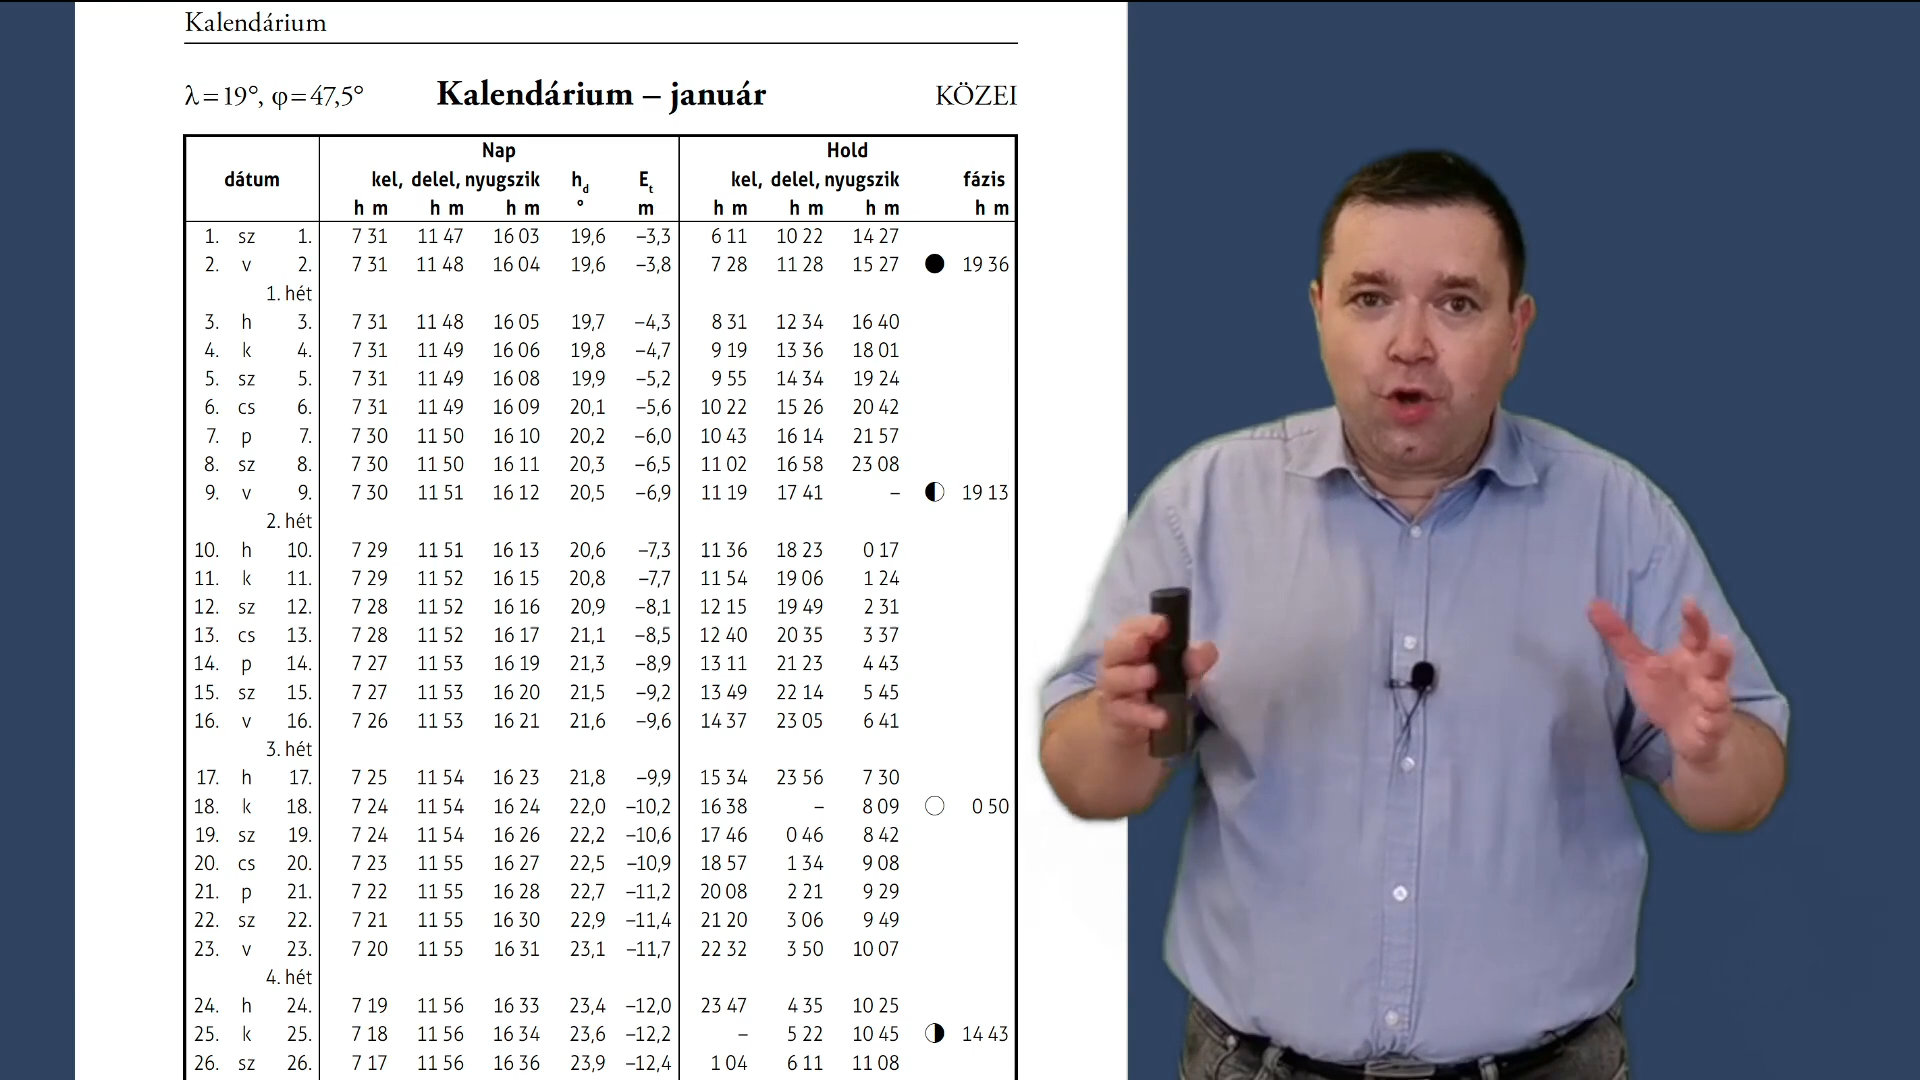 Kalendárium
λ=19°, φ=47,5° Kalendárium – január KÖZEI
Nap Hold
dátum kel, delel, nyugszik h_d E_t kel, delel, nyugszik fázis
h m h m h m ° m h m h m h m h m
1. sz 1. 7 31 11 47 16 03 19,6 –3,3 6 11 10 22 14 27
2. v 2. 7 31 11 48 16 04 19,6 –3,8 7 28 11 28 15 27 ● 19 36
1. hét
3. h 3. 7 31 11 48 16 05 19,7 –4,3 8 31 12 34 16 40
4. k 4. 7 31 11 49 16 06 19,8 –4,7 9 19 13 36 18 01
5. sz 5. 7 31 11 49 16 08 19,9 –5,2 9 55 14 34 19 24
6. cs 6. 7 31 11 49 16 09 20,1 –5,6 10 22 15 26 20 42
7. p 7. 7 30 11 50 16 10 20,2 –6,0 10 43 16 14 21 57
8. sz 8. 7 30 11 50 16 11 20,3 –6,5 11 02 16 58 23 08
9. v 9. 7 30 11 51 16 12 20,5 –6,9 11 19 17 41 – ◐ 19 13
2. hét
10. h 10. 7 29 11 51 16 13 20,6 –7,3 11 36 18 23 0 17
11. k 11. 7 29 11 52 16 15 20,8 –7,7 11 54 19 06 1 24
12. sz 12. 7 28 11 52 16 16 20,9 –8,1 12 15 19 49 2 31
13. cs 13. 7 28 11 52 16 17 21,1 –8,5 12 40 20 35 3 37
14. p 14. 7 27 11 53 16 19 21,3 –8,9 13 11 21 23 4 43
15. sz 15. 7 27 11 53 16 20 21,5 –9,2 13 49 22 14 5 45
16. v 16. 7 26 11 53 16 21 21,6 –9,6 14 37 23 05 6 41
3. hét
17. h 17. 7 25 11 54 16 23 21,8 –9,9 15 34 23 56 7 30
18. k 18. 7 24 11 54 16 24 22,0 –10,2 16 38 – 8 09 ○ 0 50
19. sz 19. 7 24 11 54 16 26 22,2 –10,6 17 46 0 46 8 42
20. cs 20. 7 23 11 55 16 27 22,5 –10,9 18 57 1 34 9 08
21. p 21. 7 22 11 55 16 28 22,7 –11,2 20 08 2 21 9 29
22. sz 22. 7 21 11 55 16 30 22,9 –11,4 21 20 3 06 9 49
23. v 23. 7 20 11 55 16 31 23,1 –11,7 22 32 3 50 10 07
4. hét
24. h 24. 7 19 11 56 16 33 23,4 –12,0 23 47 4 35 10 25
25. k 25. 7 18 11 56 16 34 23,6 –12,2 – 5 22 10 45 ◑ 14 43
26. sz 26. 7 17 11 56 16 36 23,9 –12,4 1 04 6 11 11 08